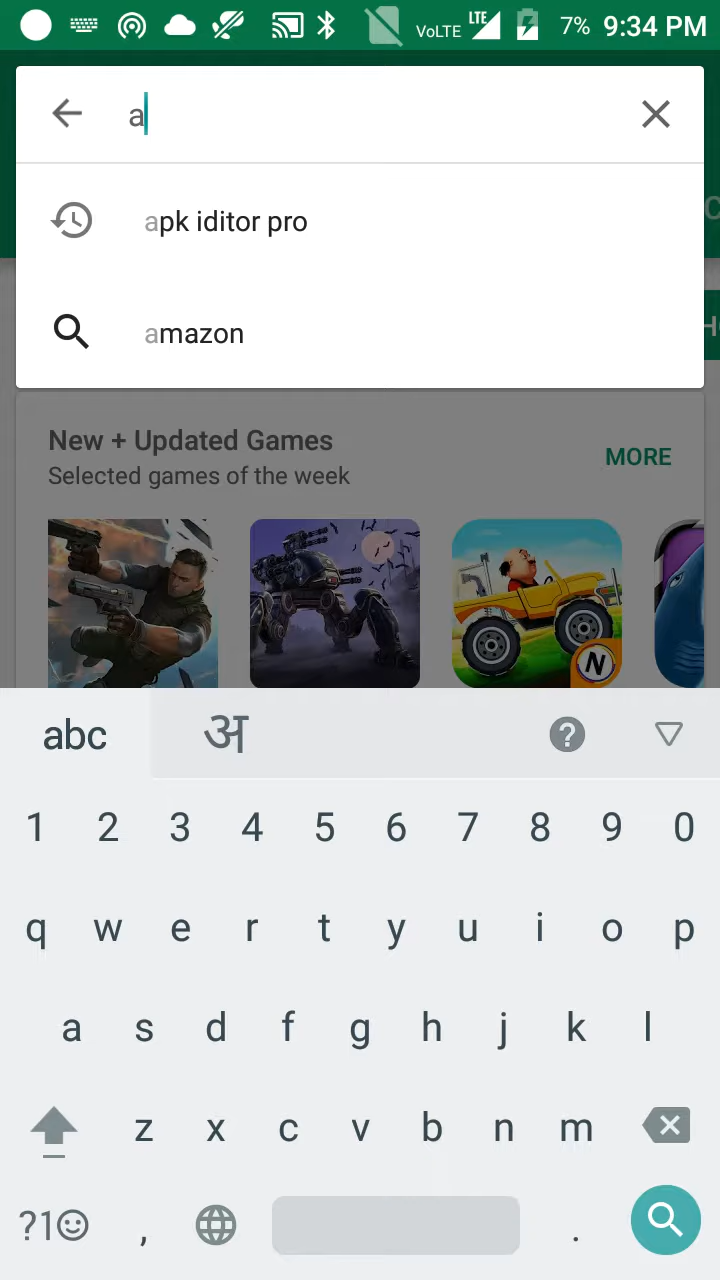 VoLTE LTE 7% 9:34 PM
a
apk iditor pro
amazon
New + Updated Games
MORE
Selected games of the week
N
abc अ ?
1 2 3 4 5 6 7 8 9 0
q w e r t y u i o p
a s d f g h j k l
z x c v b n m
?1 , .